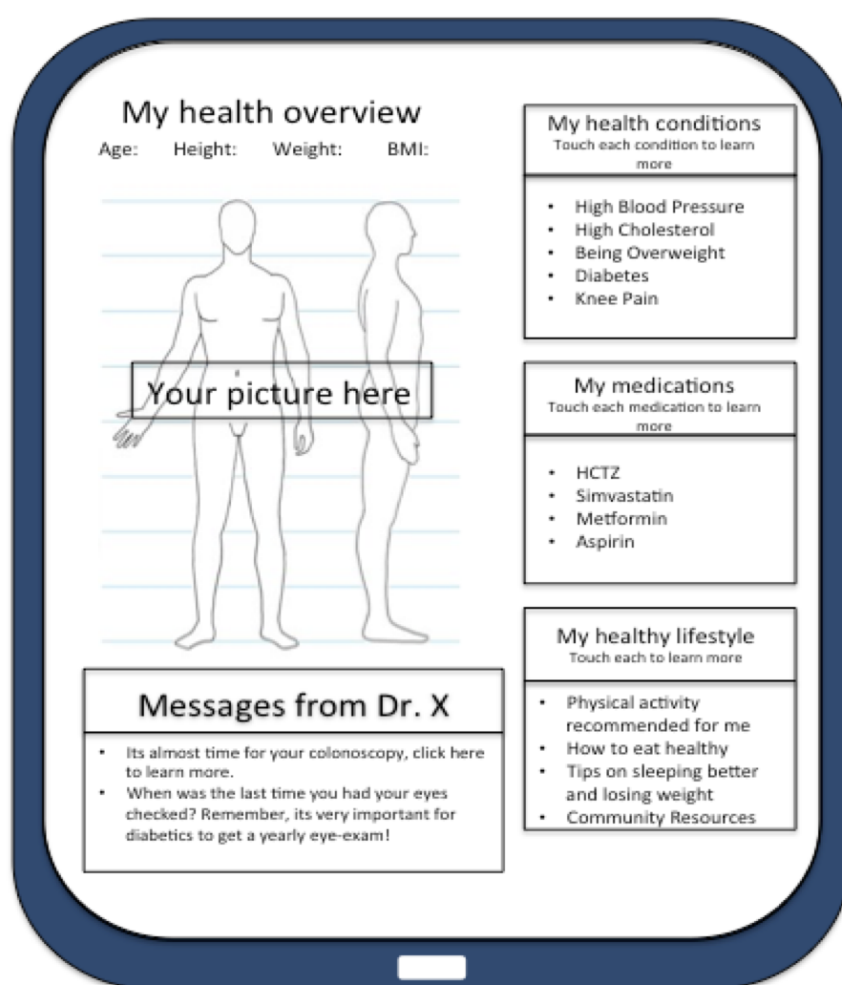 My health overview
Age: Height: Weight: BMI:
Your picture here
Messages from Dr. X
• Its almost time for your colonoscopy, click here
to learn more.
• When was the last time you had your eyes
checked? Remember, its very important for
diabetics to get a yearly eye-exam!
My health conditions
Touch each condition to learn
more
• High Blood Pressure
• High Cholesterol
• Being Overweight
• Diabetes
• Knee Pain
My medications
Touch each medication to learn
more
• HCTZ
• Simvastatin
• Metformin
• Aspirin
My healthy lifestyle
Touch each to learn more
• Physical activity
recommended for me
• How to eat healthy
• Tips on sleeping better
and losing weight
• Community Resources